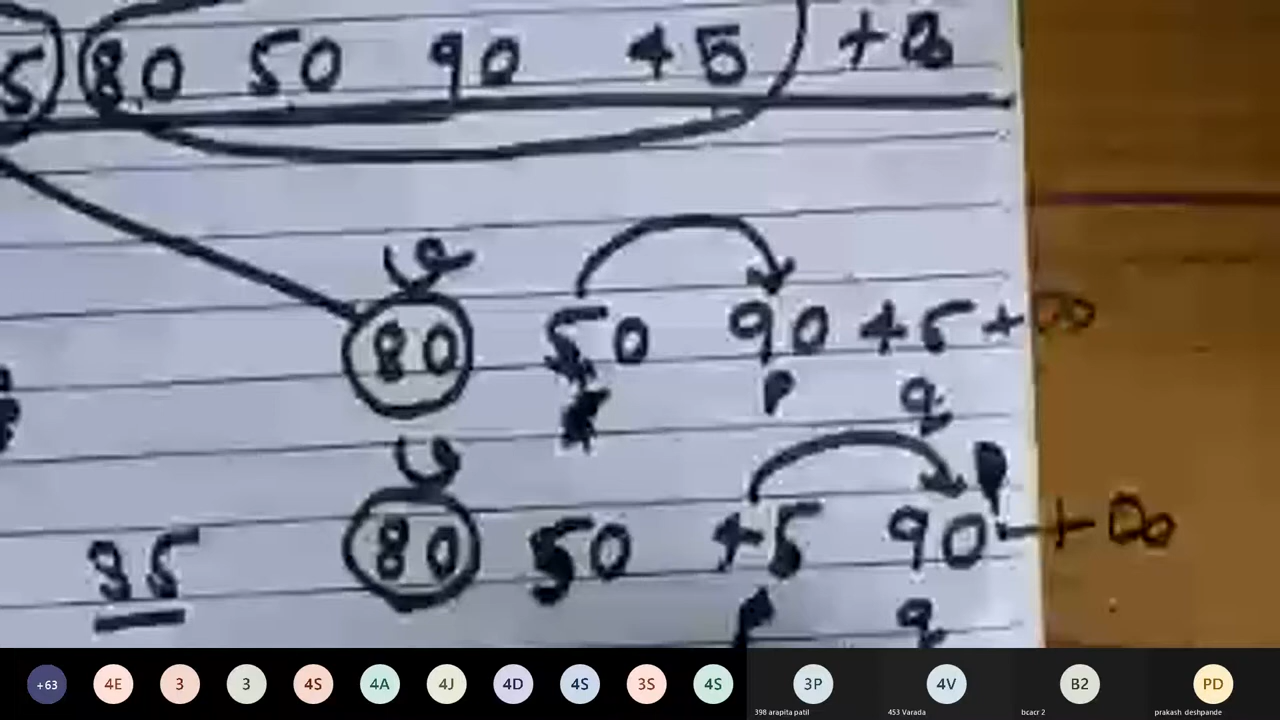 5 80 50 90 45 +∞
80 50 90 45 +∞
p q
p
35 80 50 45 90 +∞
p q
+63 4E 3 3 4S 4A 4J 4D 4S 3S 4S 3P 4V B2 PD
398 arapita patil 453 Varada bcacr 2 prakash deshpande